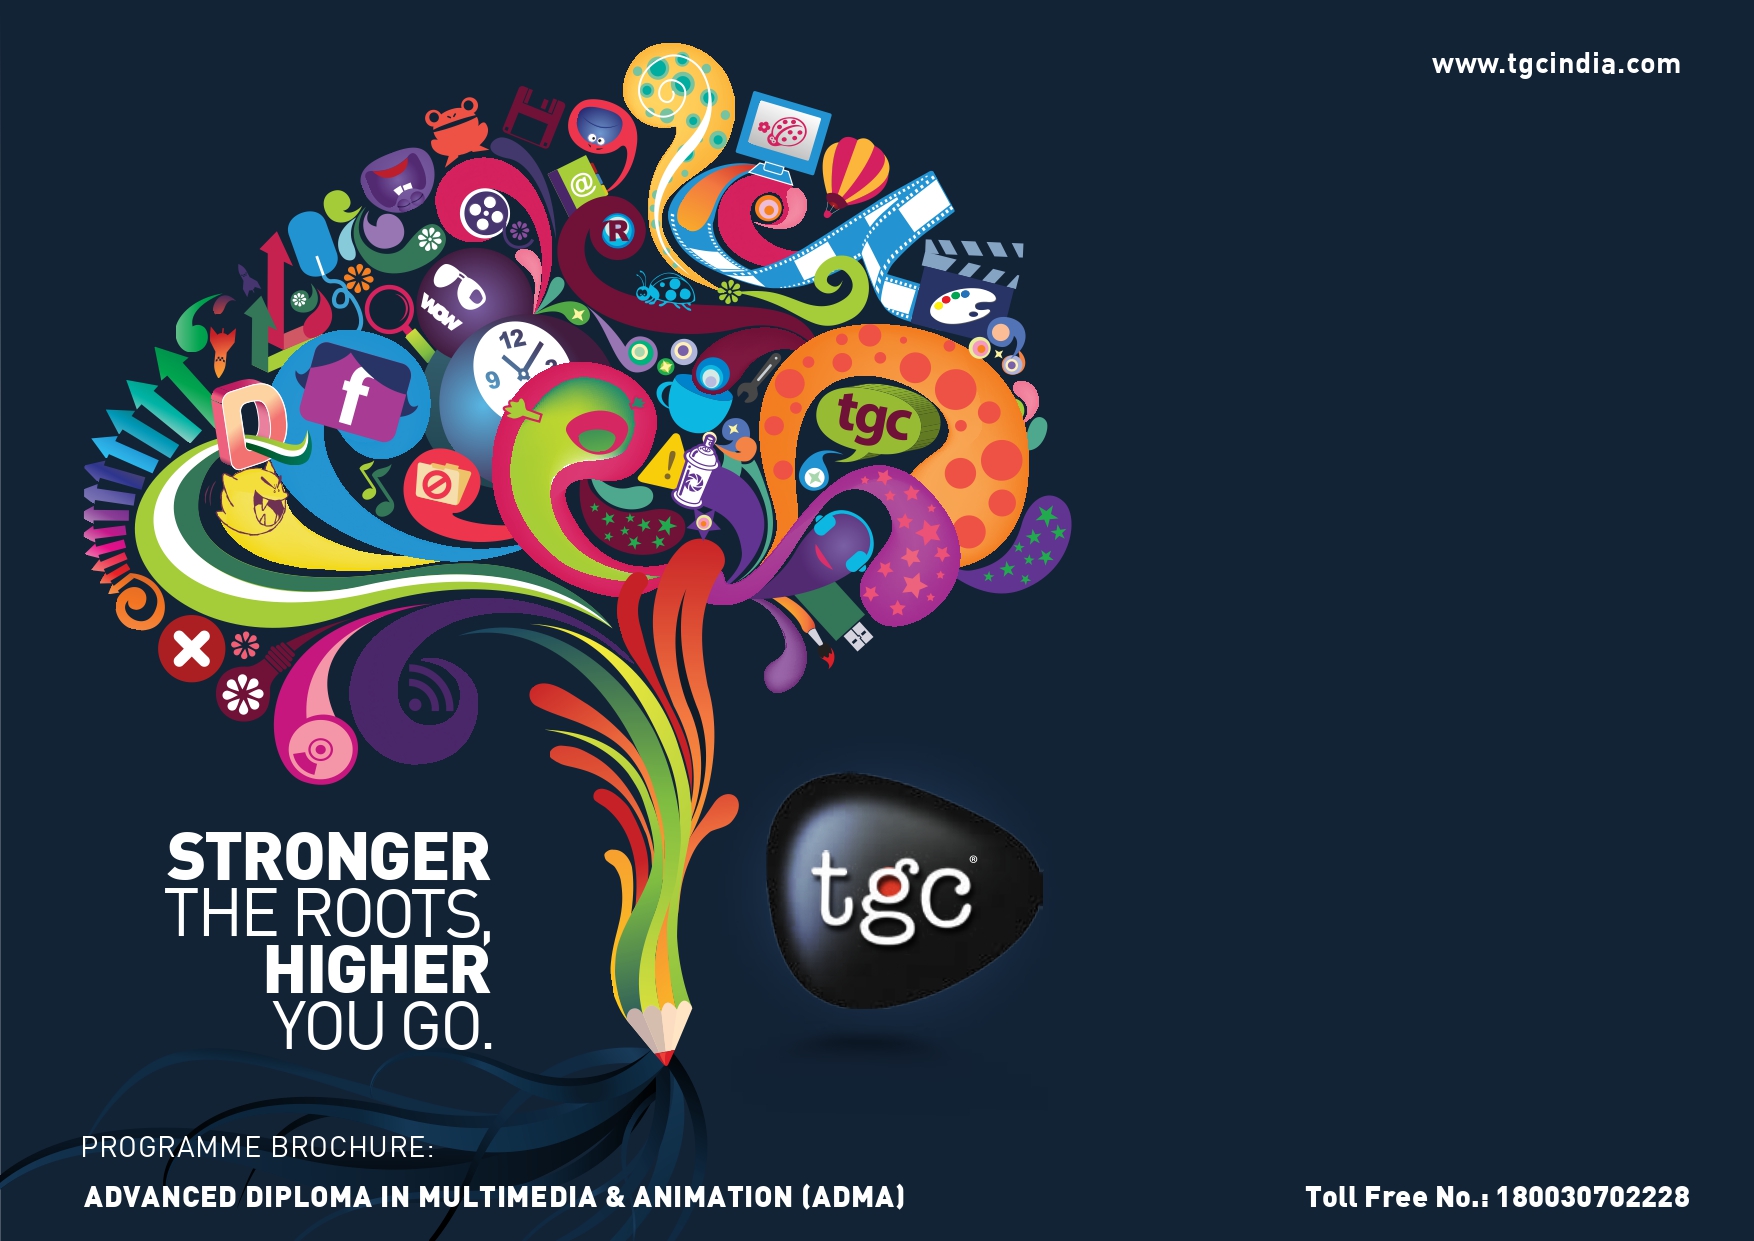 www.tgcindia.com
@
R
WOW
12
9
f
tgc
tgc®
STRONGER
THE ROOTS,
HIGHER
YOU GO.
PROGRAMME BROCHURE:
ADVANCED DIPLOMA IN MULTIMEDIA & ANIMATION (ADMA)
Toll Free No.: 180030702228